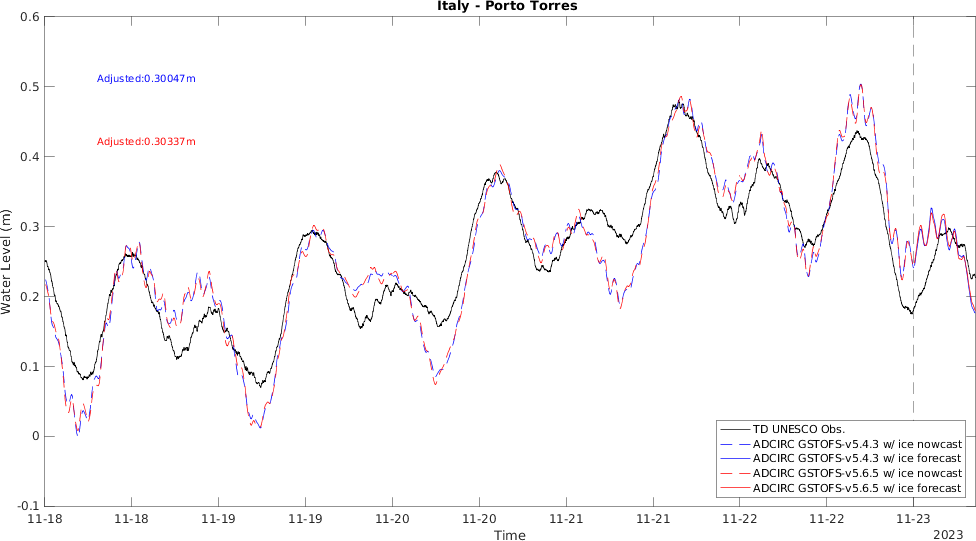 Italy - Porto Torres
0.6
0.5
0.4
0.3
0.2
0.1
0
-0.1
Water Level (m)
Adjusted:0.30047m
Adjusted:0.30337m
TD UNESCO Obs.
ADCIRC GSTOFS-v5.4.3 w/ ice nowcast
ADCIRC GSTOFS-v5.4.3 w/ ice forecast
ADCIRC GSTOFS-v5.6.5 w/ ice nowcast
ADCIRC GSTOFS-v5.6.5 w/ ice forecast
11-18 11-18 11-19 11-19 11-20 11-20 11-21 11-21 11-22 11-22 11-23
Time
2023